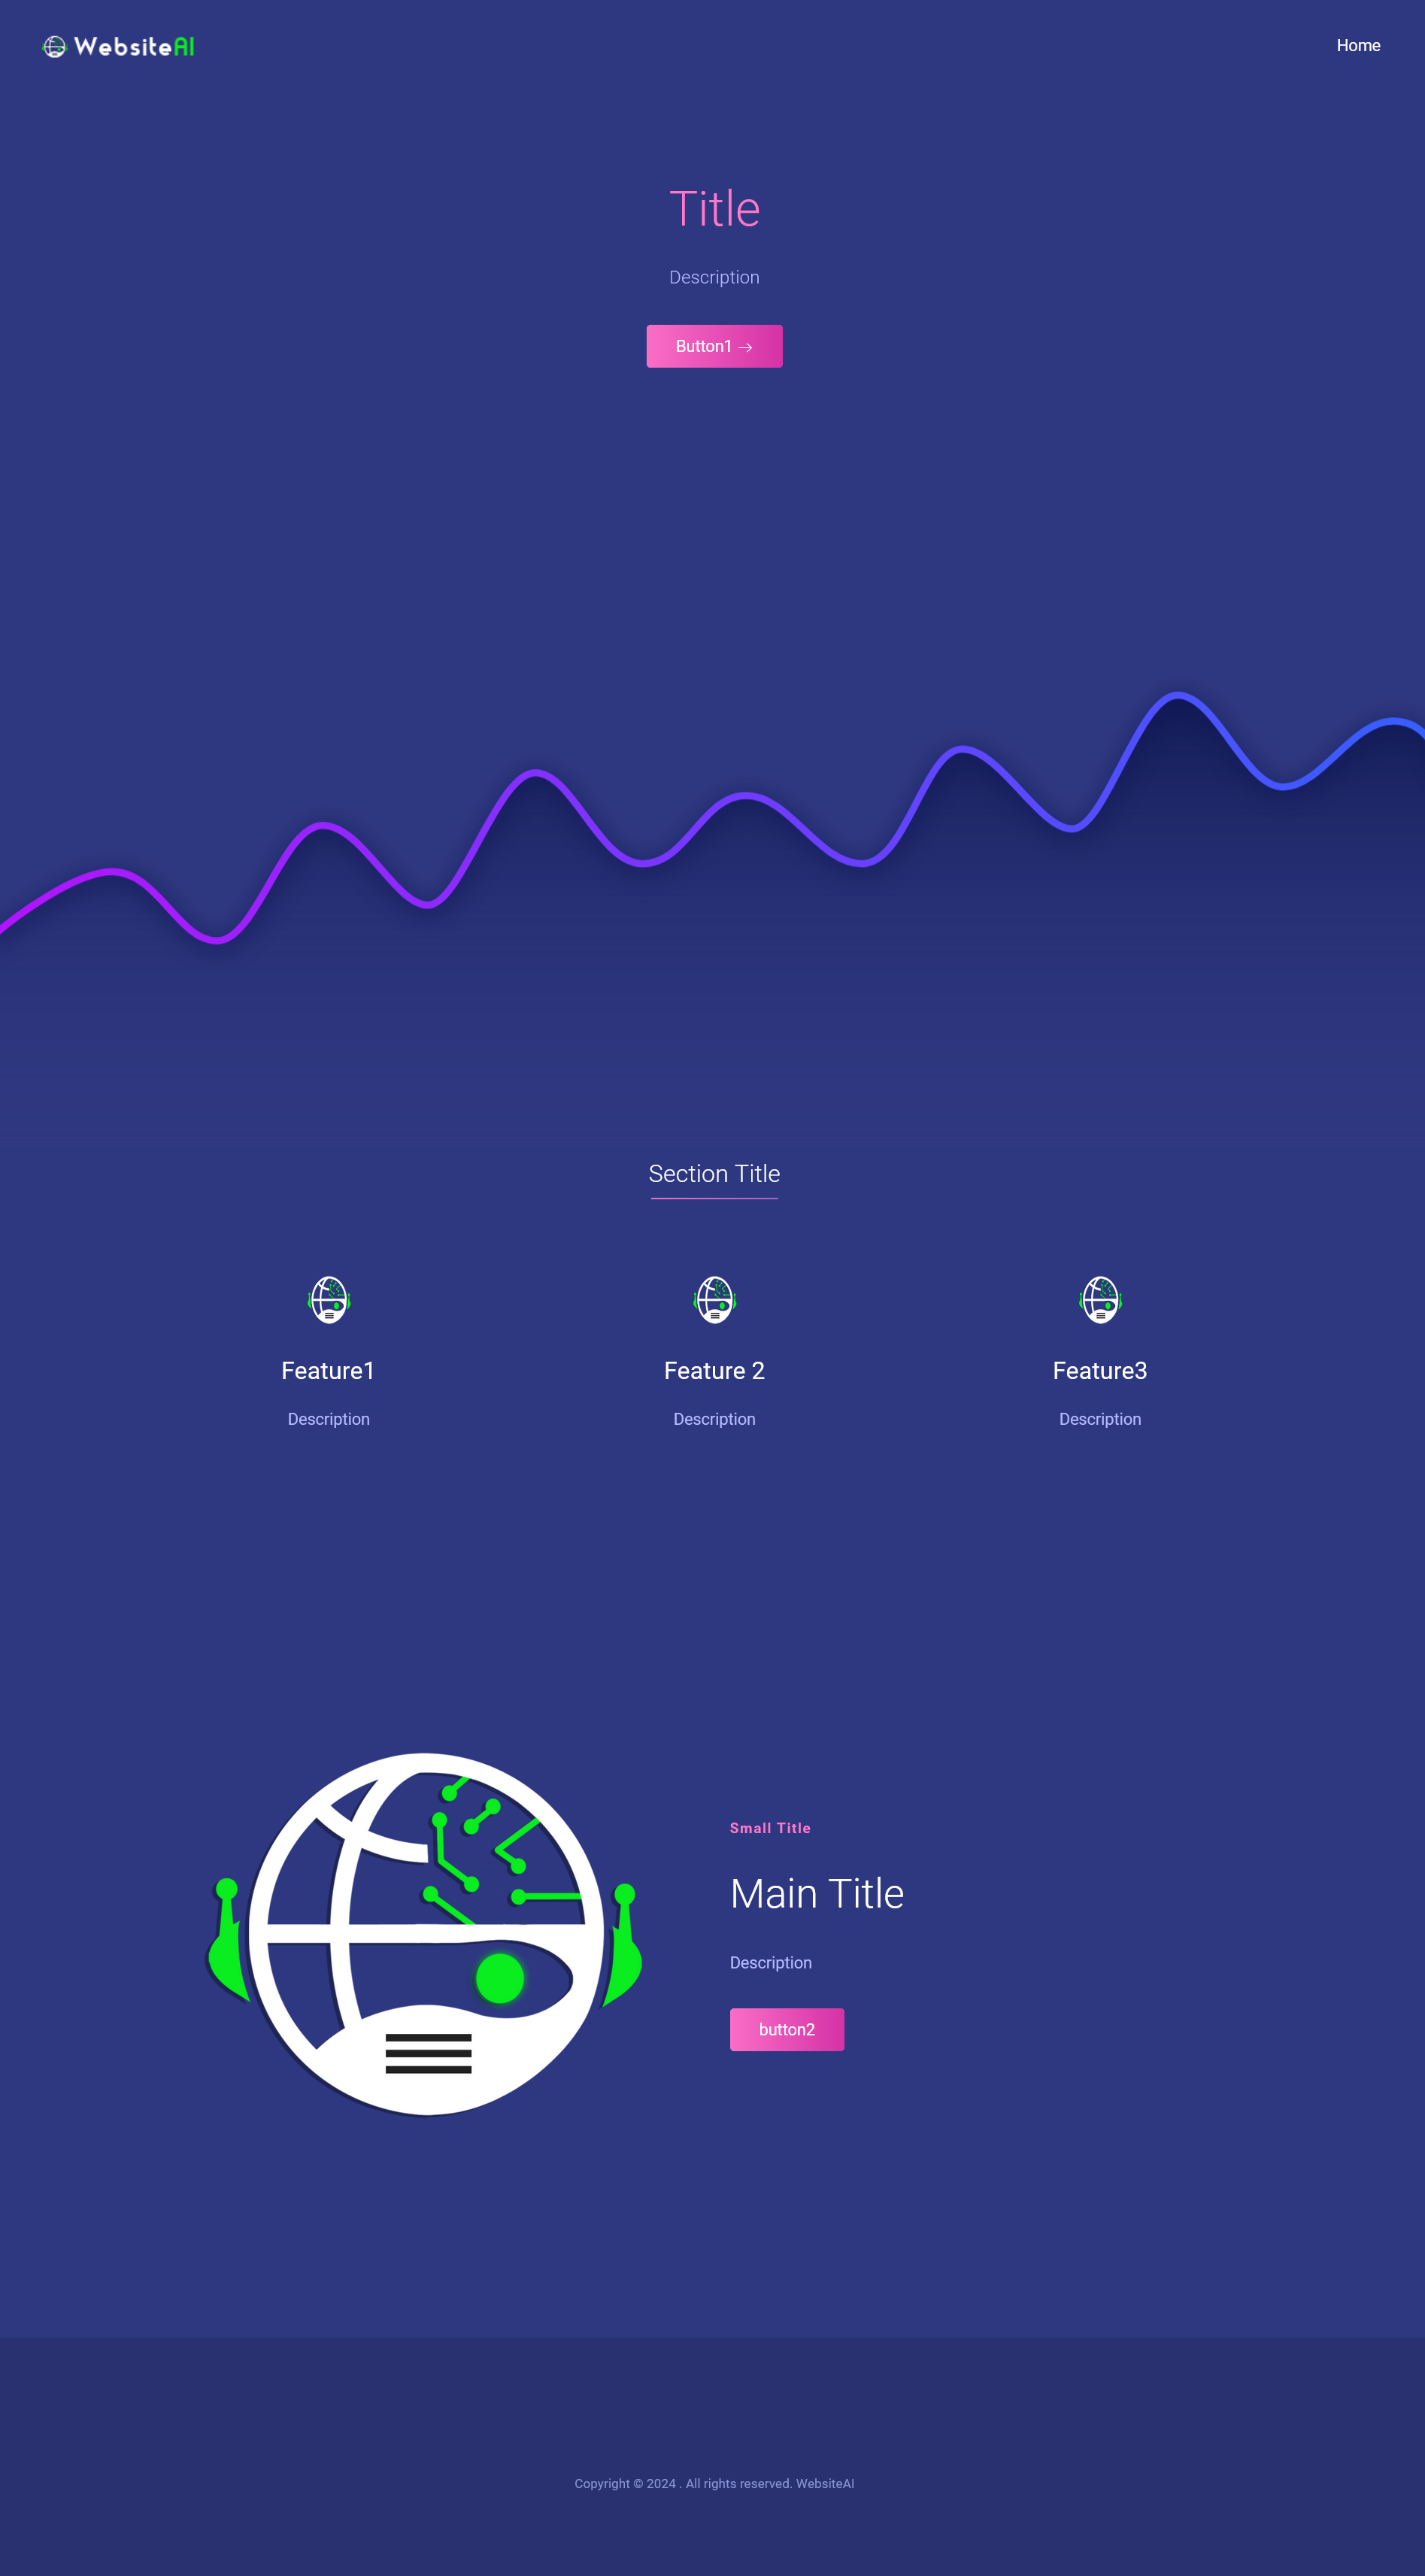 WebsiteAI
Home
Title
Description
Button1 →
Section Title
Feature1
Feature 2
Feature3
Description
Description
Description
Small Title
Main Title
Description
button2
Copyright © 2024 . All rights reserved. WebsiteAI